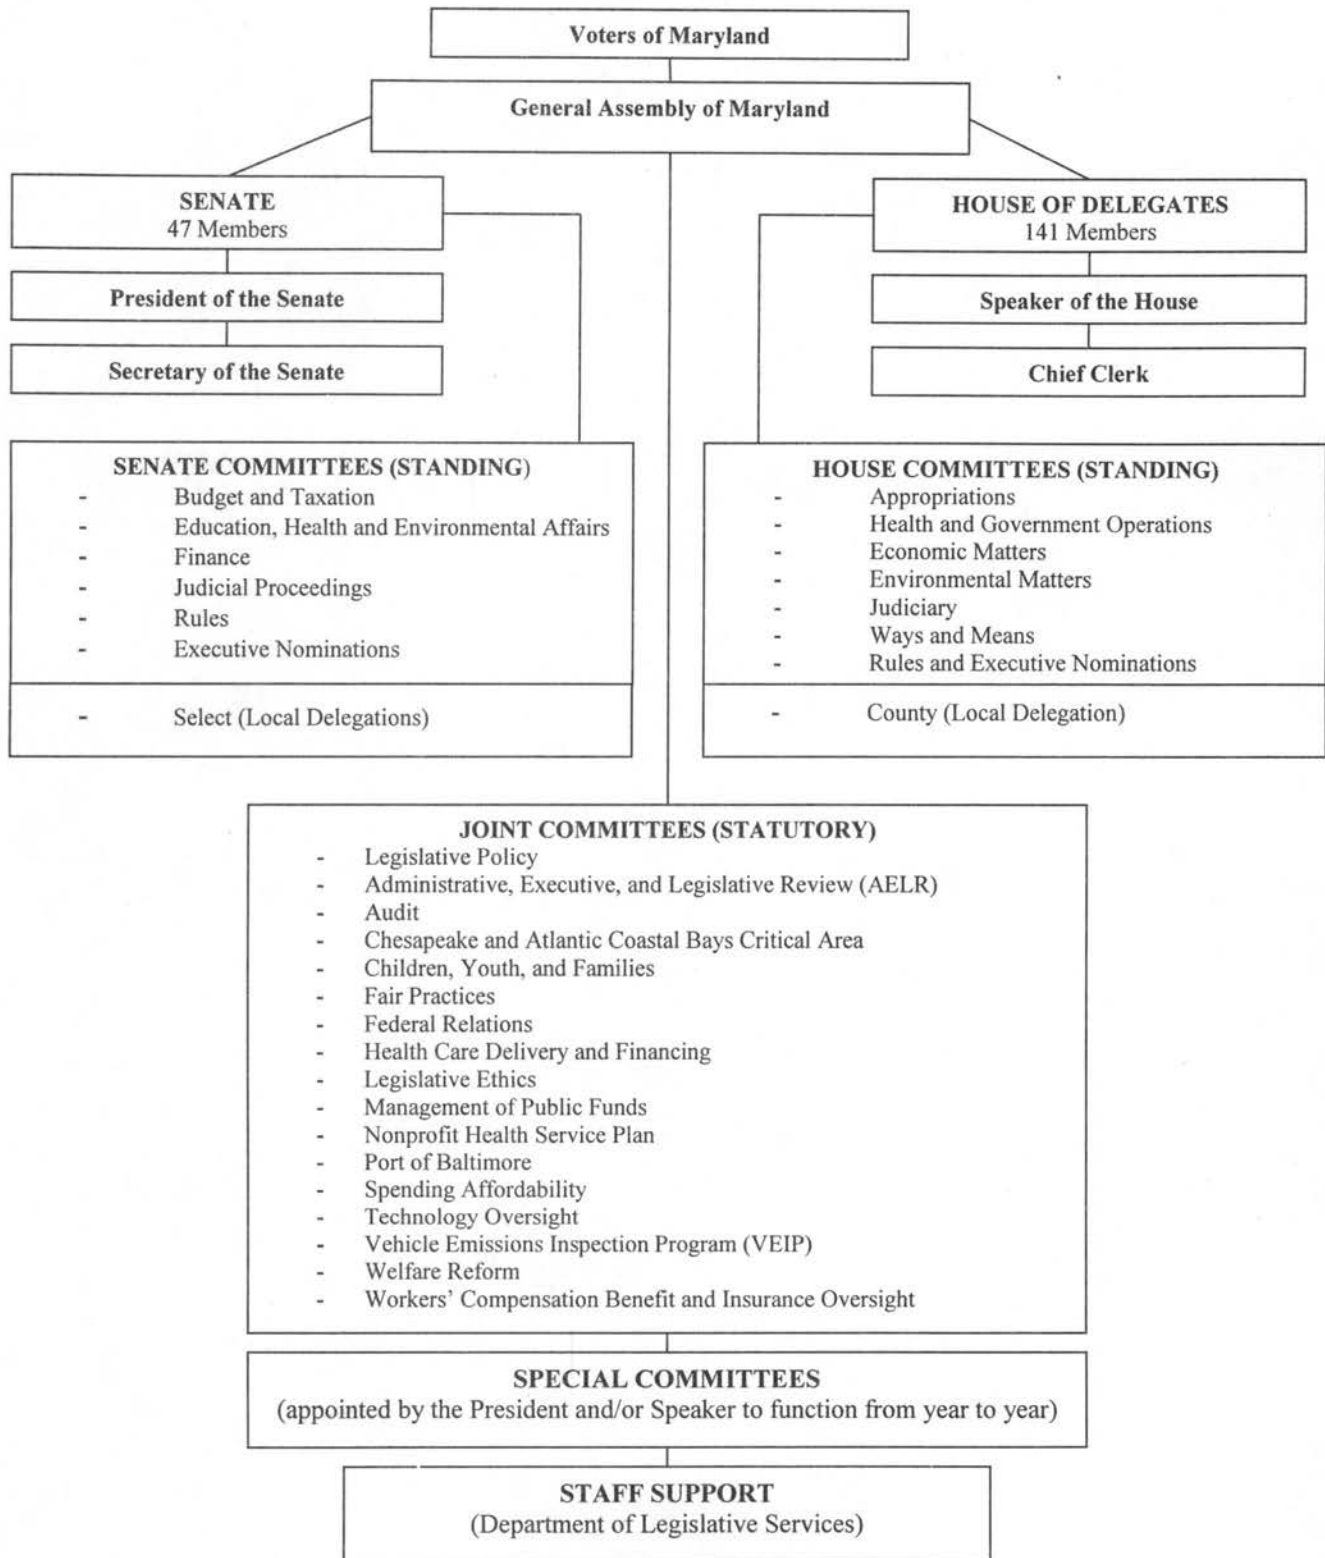 Voters of Maryland
General Assembly of Maryland
SENATE
47 Members
President of the Senate
Secretary of the Senate
HOUSE OF DELEGATES
141 Members
Speaker of the House
Chief Clerk
SENATE COMMITTEES (STANDING)
- Budget and Taxation
- Education, Health and Environmental Affairs
- Finance
- Judicial Proceedings
- Rules
- Executive Nominations
- Select (Local Delegations)
HOUSE COMMITTEES (STANDING)
- Appropriations
- Health and Government Operations
- Economic Matters
- Environmental Matters
- Judiciary
- Ways and Means
- Rules and Executive Nominations
- County (Local Delegation)
JOINT COMMITTEES (STATUTORY)
- Legislative Policy
- Administrative, Executive, and Legislative Review (AELR)
- Audit
- Chesapeake and Atlantic Coastal Bays Critical Area
- Children, Youth, and Families
- Fair Practices
- Federal Relations
- Health Care Delivery and Financing
- Legislative Ethics
- Management of Public Funds
- Nonprofit Health Service Plan
- Port of Baltimore
- Spending Affordability
- Technology Oversight
- Vehicle Emissions Inspection Program (VEIP)
- Welfare Reform
- Workers' Compensation Benefit and Insurance Oversight
SPECIAL COMMITTEES
(appointed by the President and/or Speaker to function from year to year)
STAFF SUPPORT
(Department of Legislative Services)